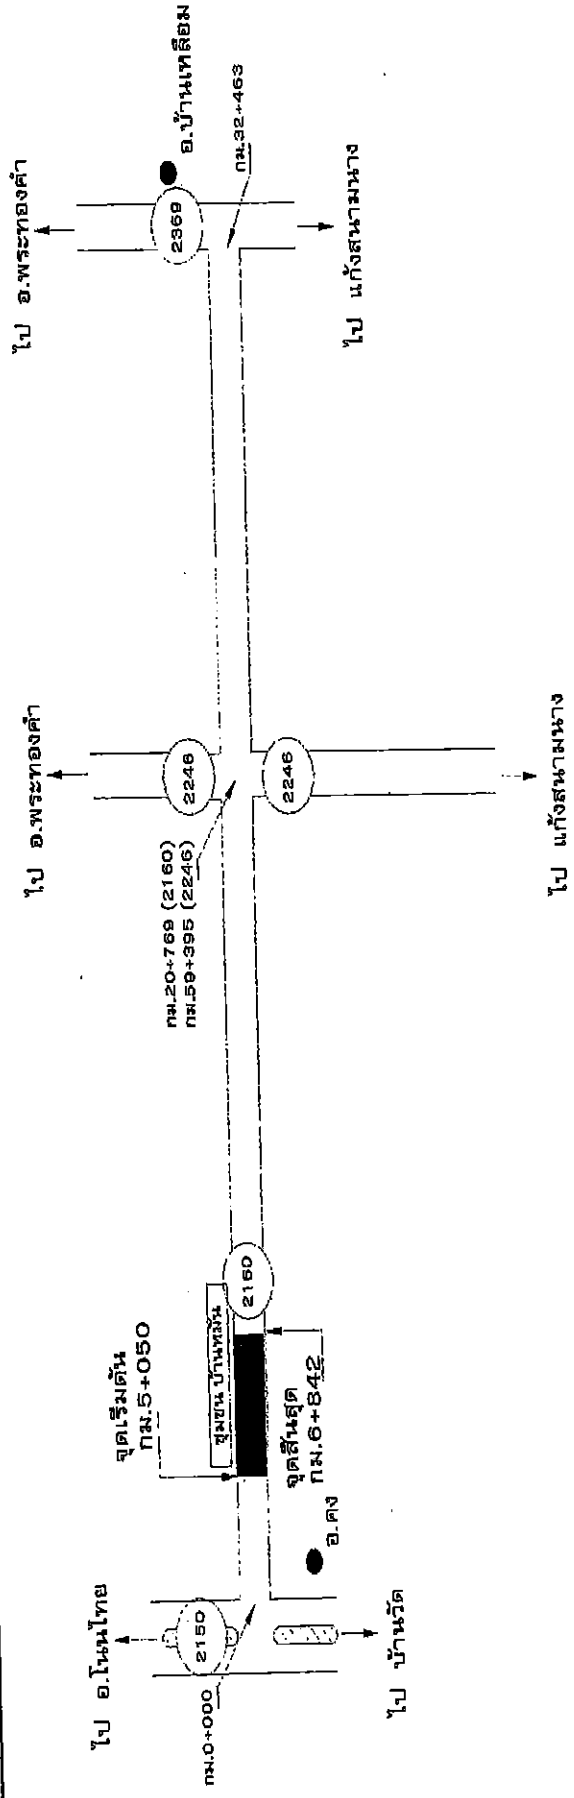 ไป อ.โนนไทย
2150
กม.0+000
ไป บ้านวัด
อ.คง
จุดเริ่มต้น
กม.5+050
ชุมชน บ้านหมัน
จุดสิ้นสุด
กม.6+842
2160
กม.20+769 (2160)
กม.59+395 (2246)
ไป อ.พระทองคำ
2246
2246
ไป แก้งสนามนาง
ไป อ.พระทองคำ
2369
อ.บ้านเหลื่อม
กม.32+463
ไป แก้งสนามนาง